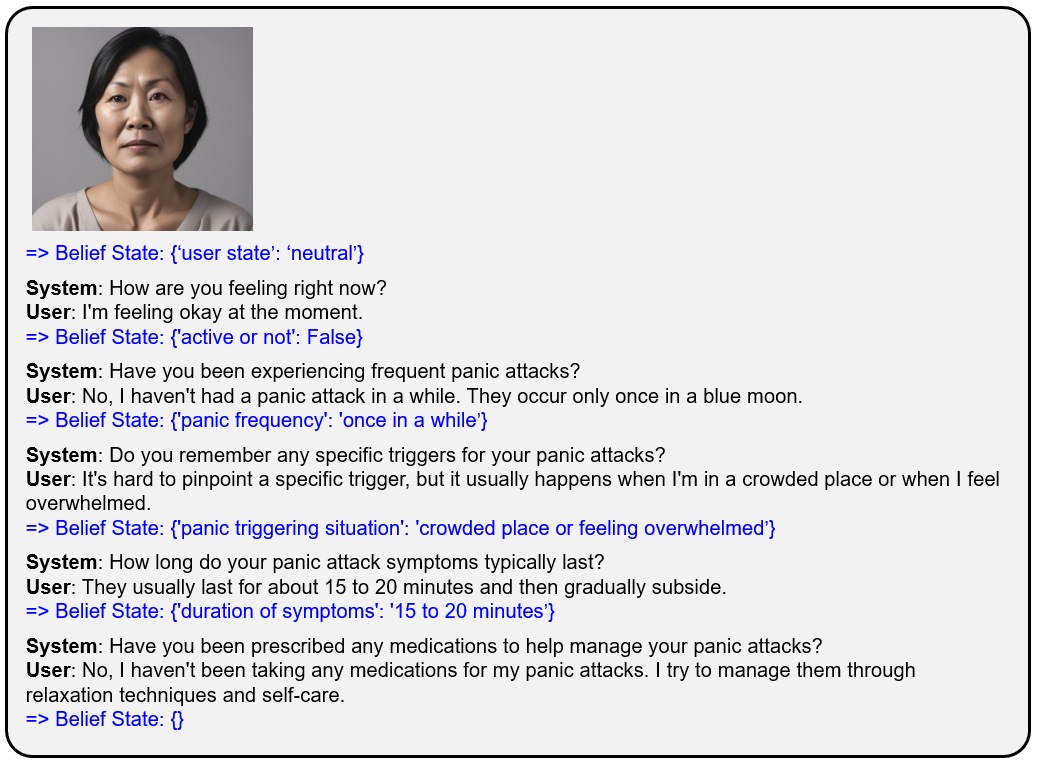 => Belief State: {‘user state’: ‘neutral’}
System: How are you feeling right now?
User: I'm feeling okay at the moment.
=> Belief State: {'active or not': False}
System: Have you been experiencing frequent panic attacks?
User: No, I haven't had a panic attack in a while. They occur only once in a blue moon.
=> Belief State: {'panic frequency': 'once in a while’}
System: Do you remember any specific triggers for your panic attacks?
User: It's hard to pinpoint a specific trigger, but it usually happens when I'm in a crowded place or when I feel
overwhelmed.
=> Belief State: {'panic triggering situation': 'crowded place or feeling overwhelmed’}
System: How long do your panic attack symptoms typically last?
User: They usually last for about 15 to 20 minutes and then gradually subside.
=> Belief State: {'duration of symptoms': '15 to 20 minutes’}
System: Have you been prescribed any medications to help manage your panic attacks?
User: No, I haven't been taking any medications for my panic attacks. I try to manage them through
relaxation techniques and self-care.
=> Belief State: {}